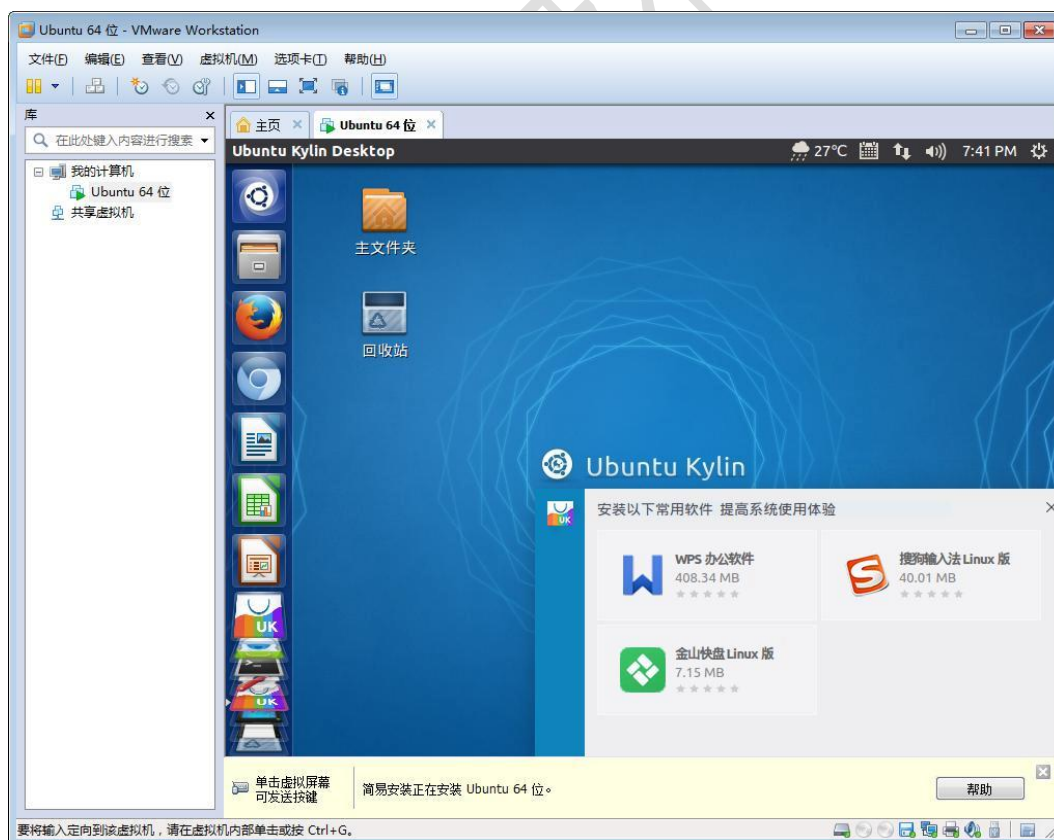 Ubuntu 64 位 - VMware Workstation
文件(F) 编辑(E) 查看(V) 虚拟机(M) 选项卡(T) 帮助(H)
库
在此处键入内容进行搜索
我的计算机
Ubuntu 64 位
共享虚拟机
主页
Ubuntu 64 位
Ubuntu Kylin Desktop
27°C
7:41 PM
主文件夹
回收站
UK
UK
Ubuntu Kylin
UK
安装以下常用软件 提高系统使用体验
WPS 办公软件
408.34 MB
搜狗输入法 Linux 版
40.01 MB
金山快盘 Linux 版
7.15 MB
单击虚拟屏幕
可发送按键
简易安装正在安装 Ubuntu 64 位。
帮助
要将输入定向到该虚拟机，请在虚拟机内部单击或按 Ctrl+G。